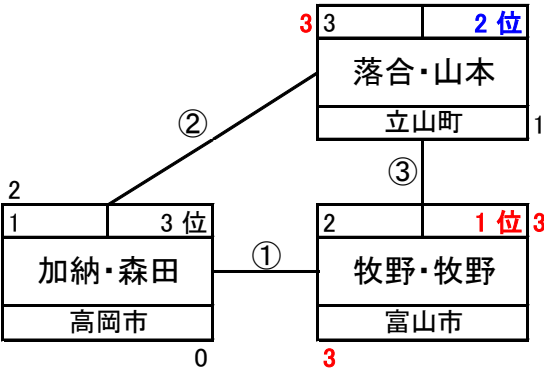 3 3 2 位
落合・山本
立山町 1
②
③
2
1 3 位
加納・森田
高岡市
0
①
2 1 位 3
牧野・牧野
富山市
3